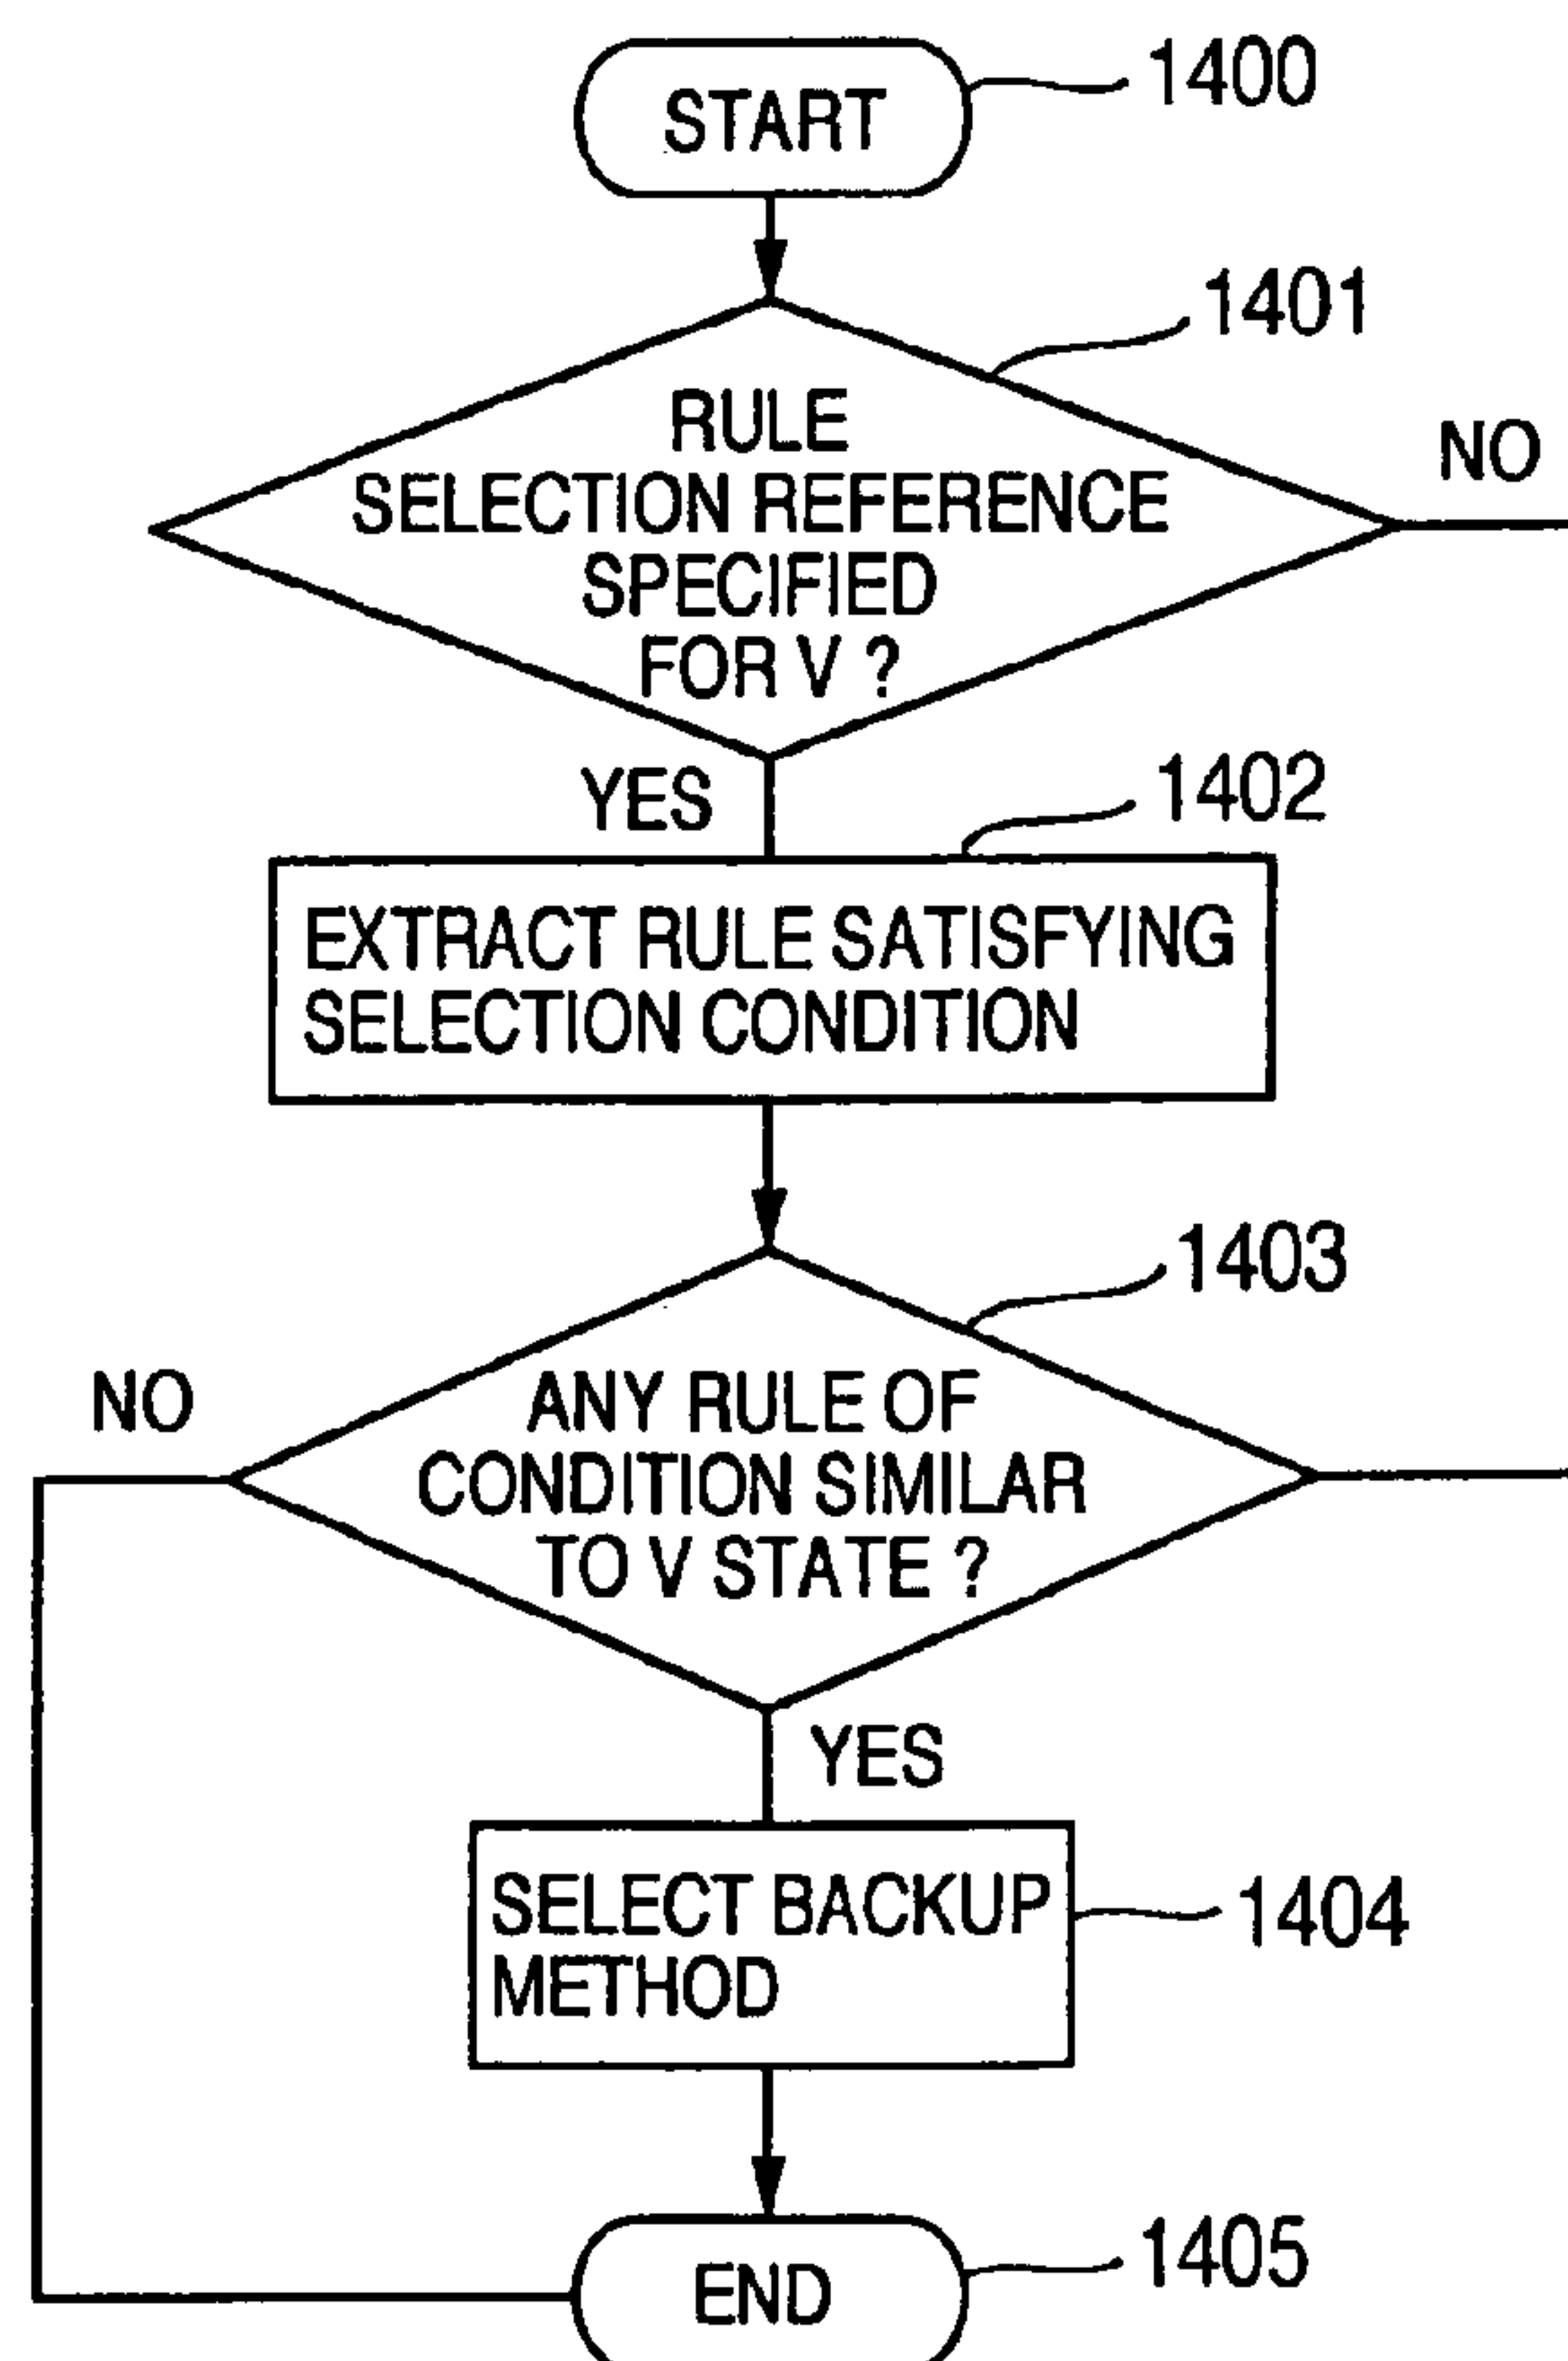 START
1400
1401
RULE
SELECTION REFERENCE
SPECIFIED
FOR V ?
NO
YES
1402
EXTRACT RULE SATISFYING
SELECTION CONDITION
1403
NO
ANY RULE OF
CONDITION SIMILAR
TO V STATE ?
YES
SELECT BACKUP
METHOD
1404
END
1405